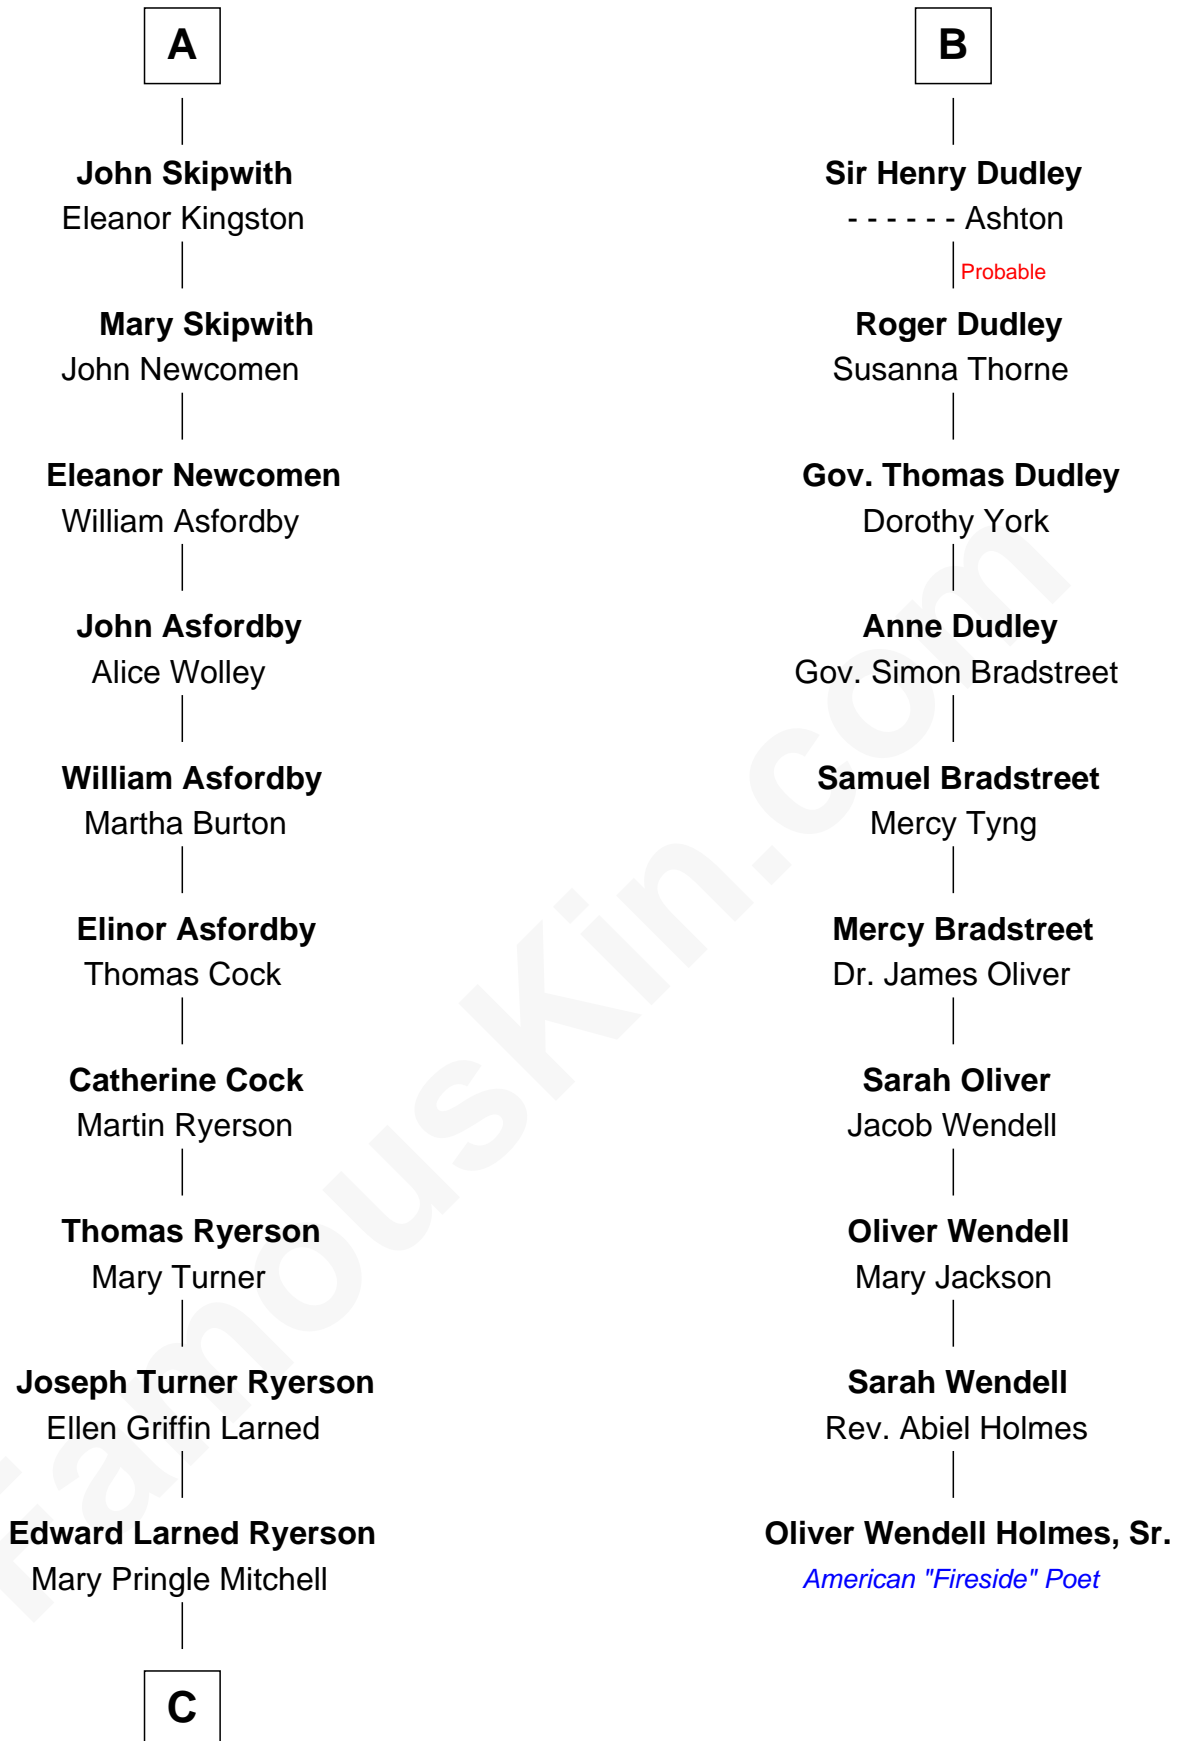 A
John Skipwith
Eleanor Kingston
Mary Skipwith
John Newcomen
Eleanor Newcomen
William Asfordby
John Asfordby
Alice Wolley
William Asfordby
Martha Burton
Elinor Asfordby
Thomas Cock
Catherine Cock
Martin Ryerson
Thomas Ryerson
Mary Turner
Joseph Turner Ryerson
Ellen Griffin Larned
Edward Larned Ryerson
Mary Pringle Mitchell
C
B
Sir Henry Dudley
- - - - - - Ashton
Probable
Roger Dudley
Susanna Thorne
Gov. Thomas Dudley
Dorothy York
Anne Dudley
Gov. Simon Bradstreet
Samuel Bradstreet
Mercy Tyng
Mercy Bradstreet
Dr. James Oliver
Sarah Oliver
Jacob Wendell
Oliver Wendell
Mary Jackson
Sarah Wendell
Rev. Abiel Holmes
Oliver Wendell Holmes, Sr.
American "Fireside" Poet
FamousKin.com